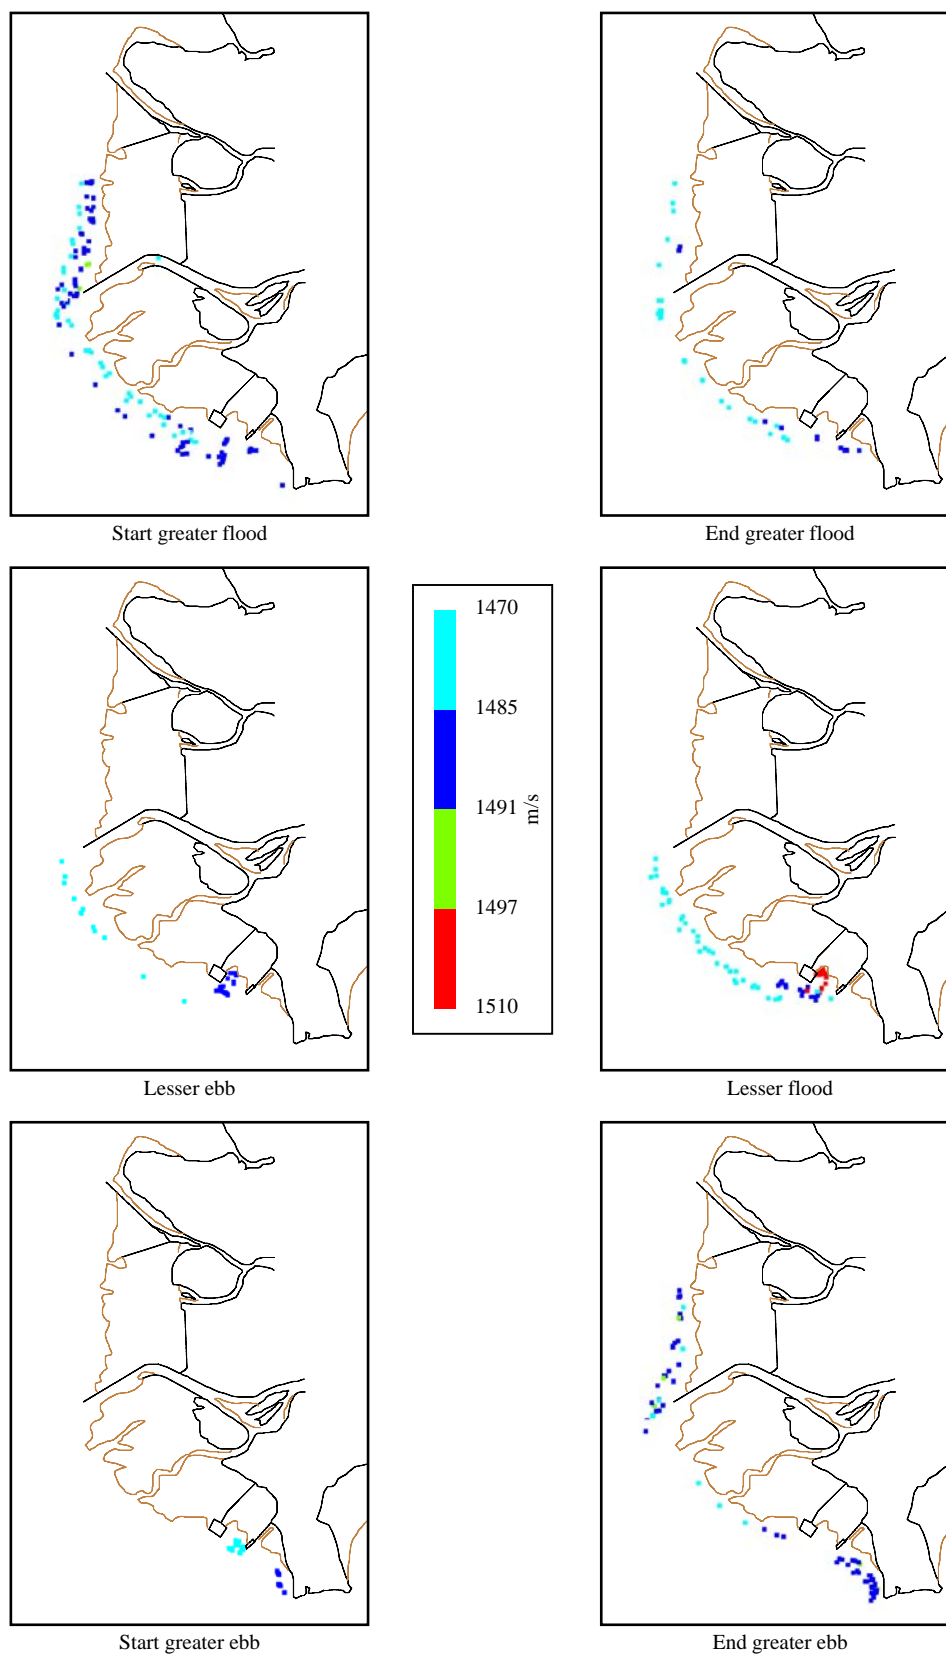 Start greater flood
End greater flood
1470
1485
1491
1497
1510
m/s
Lesser ebb
Lesser flood
Start greater ebb
End greater ebb